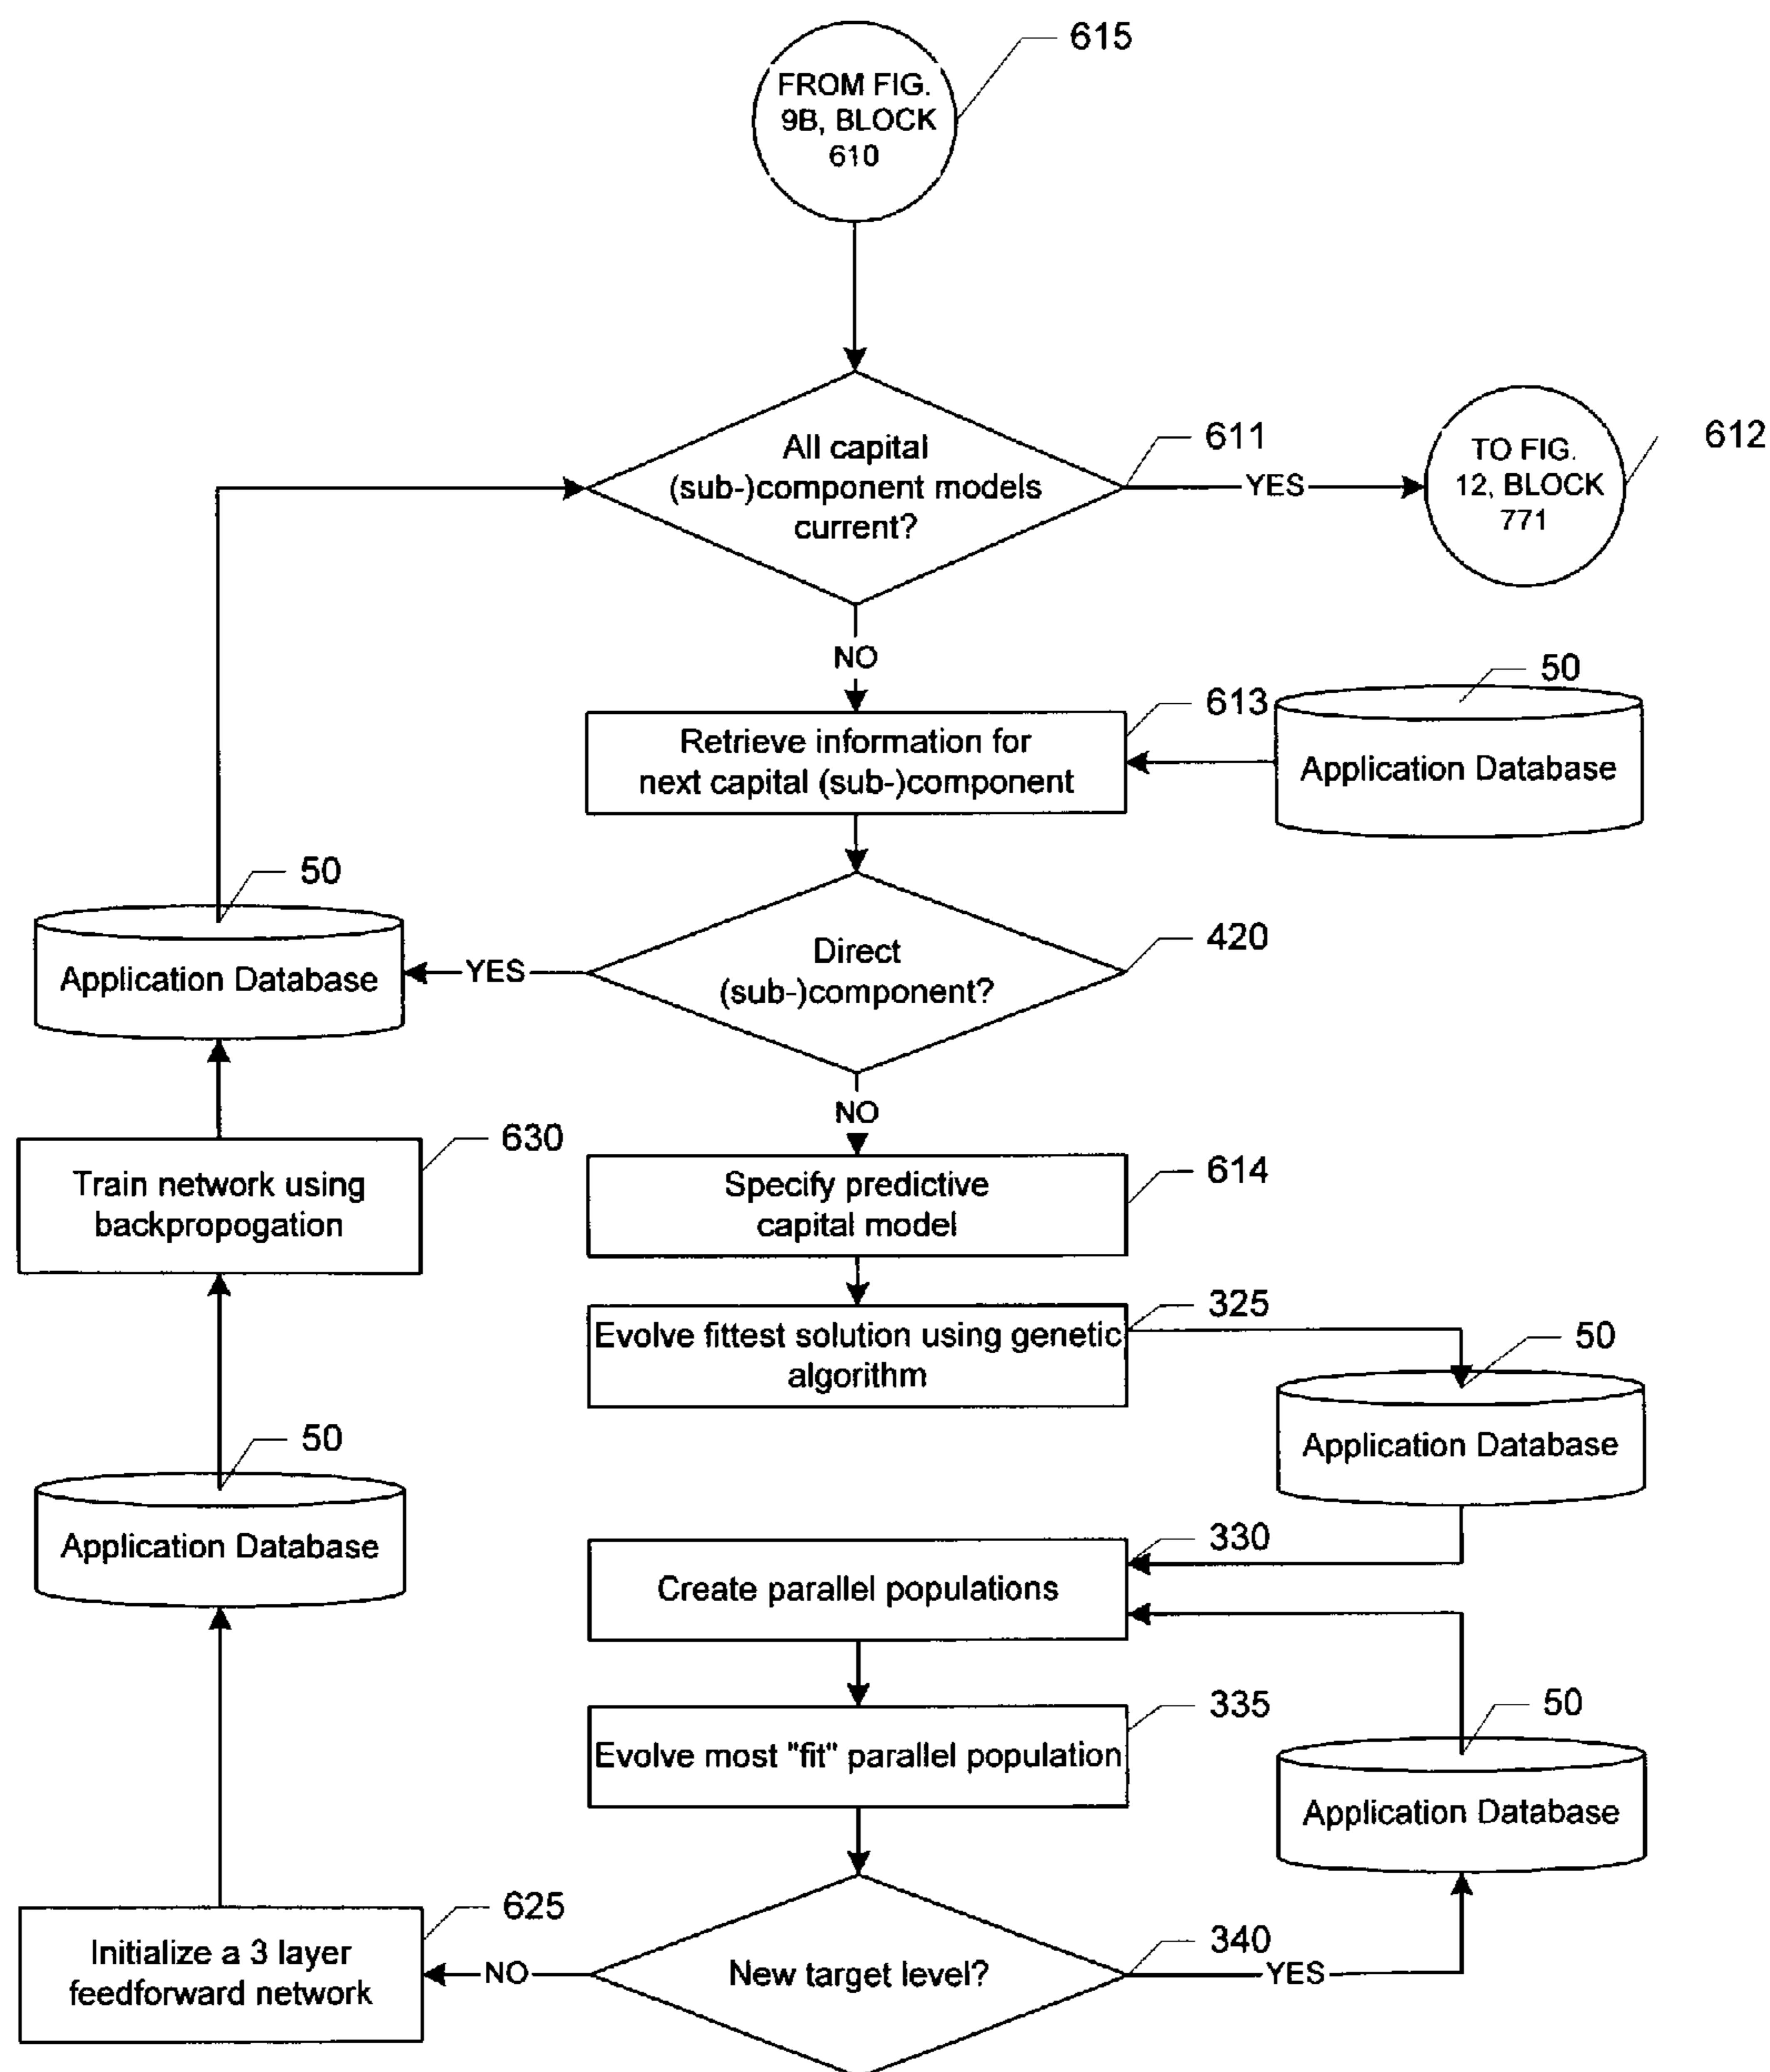 615
FROM FIG.
9B, BLOCK
610
All capital
(sub-)component models
current?
611
YES
TO FIG.
12, BLOCK
771
612
NO
Retrieve information for
next capital (sub-)component
613
50
Application Database
50
Application Database
YES
Direct
(sub-)component?
420
NO
630
Train network using
backpropogation
Specify predictive
capital model
614
Evolve fittest solution using genetic
algorithm
325
50
Application Database
50
Application Database
Create parallel populations
330
Evolve most "fit" parallel population
335
50
Application Database
625
Initialize a 3 layer
feedforward network
NO
New target level?
340
YES